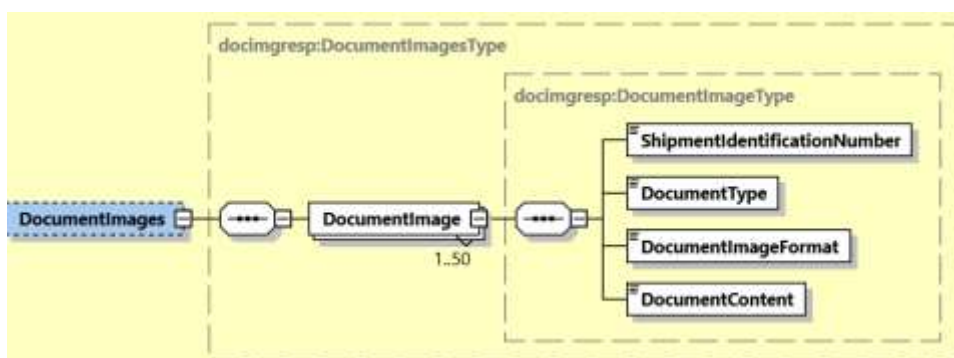 docimgresp:DocumentImagesType
docimgresp:DocumentImageType
ShipmentIdentificationNumber
DocumentType
DocumentImages
DocumentImage
1..50
DocumentImageFormat
DocumentContent